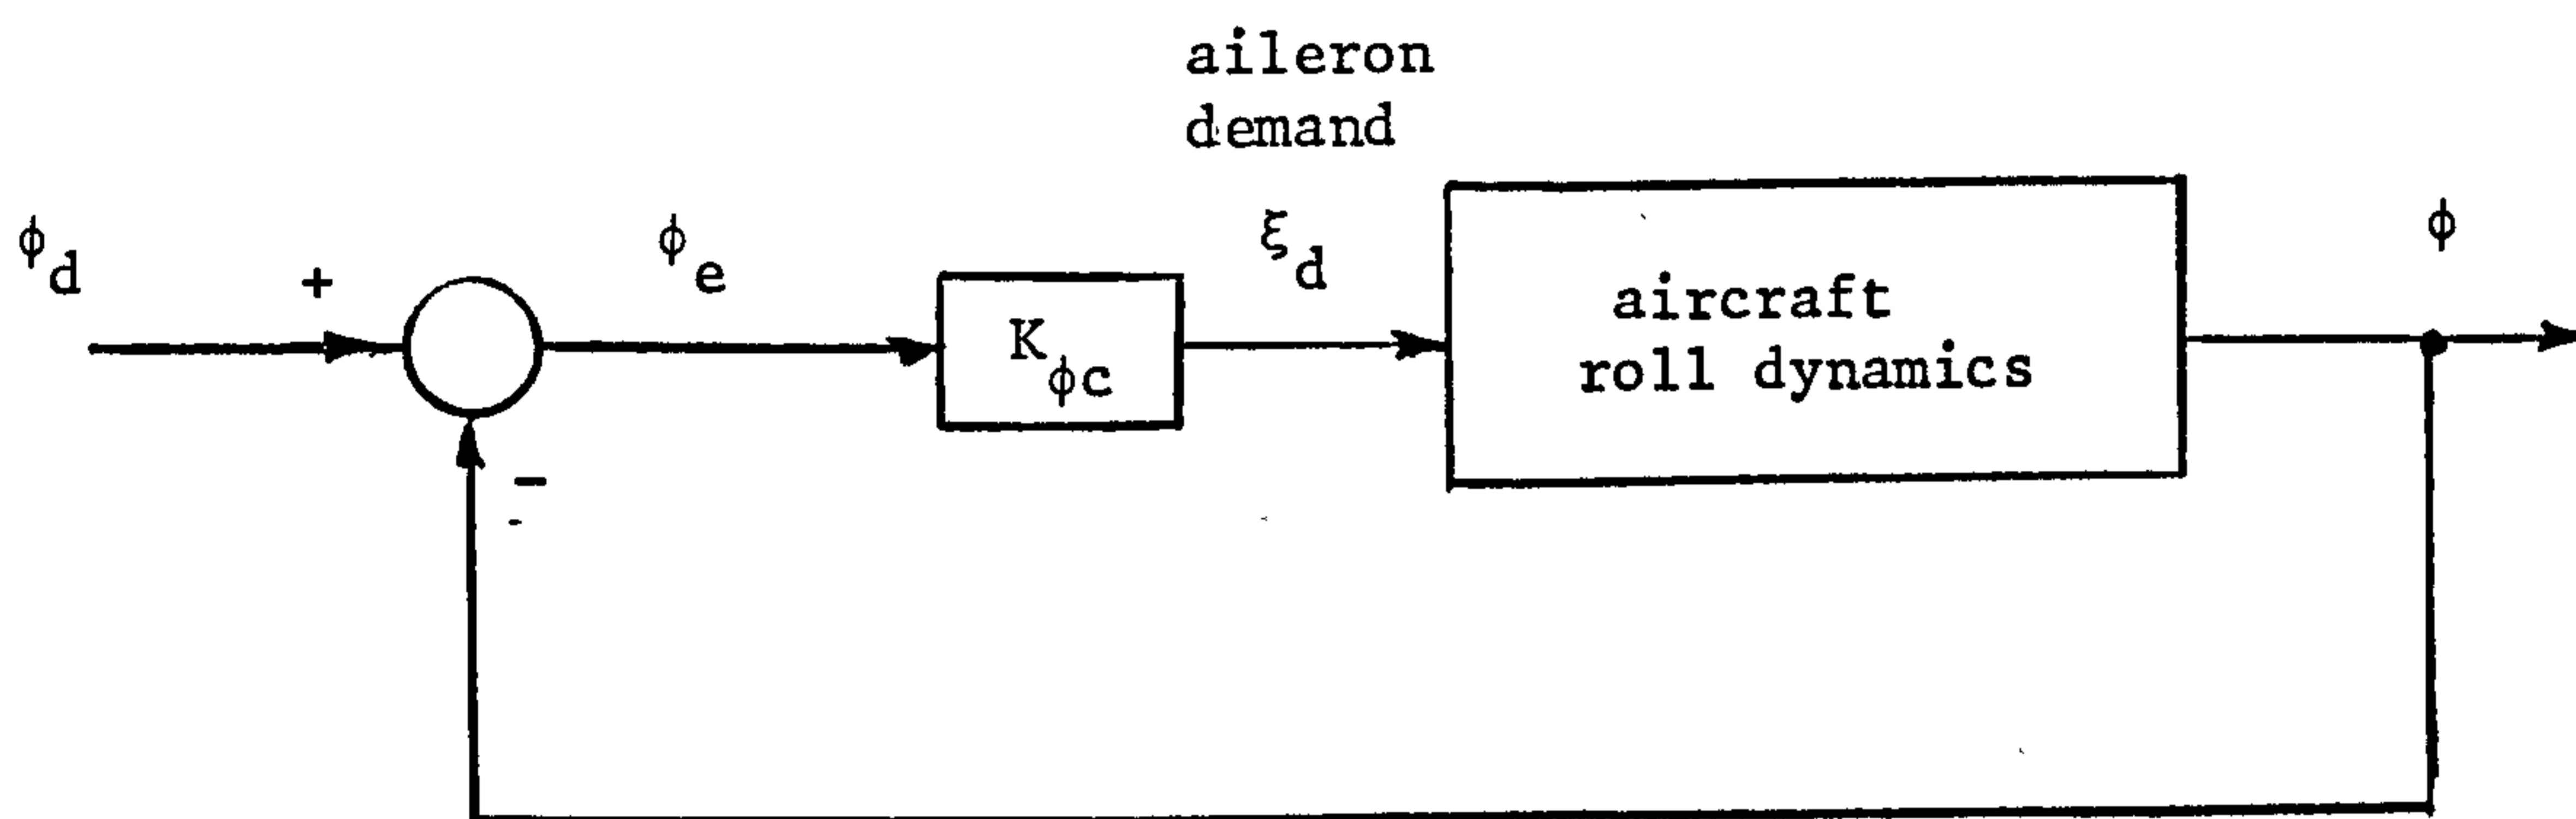 aileron
demand
ϕd
+
ϕe
Kϕc
ξd
aircraft
roll dynamics
ϕ
-